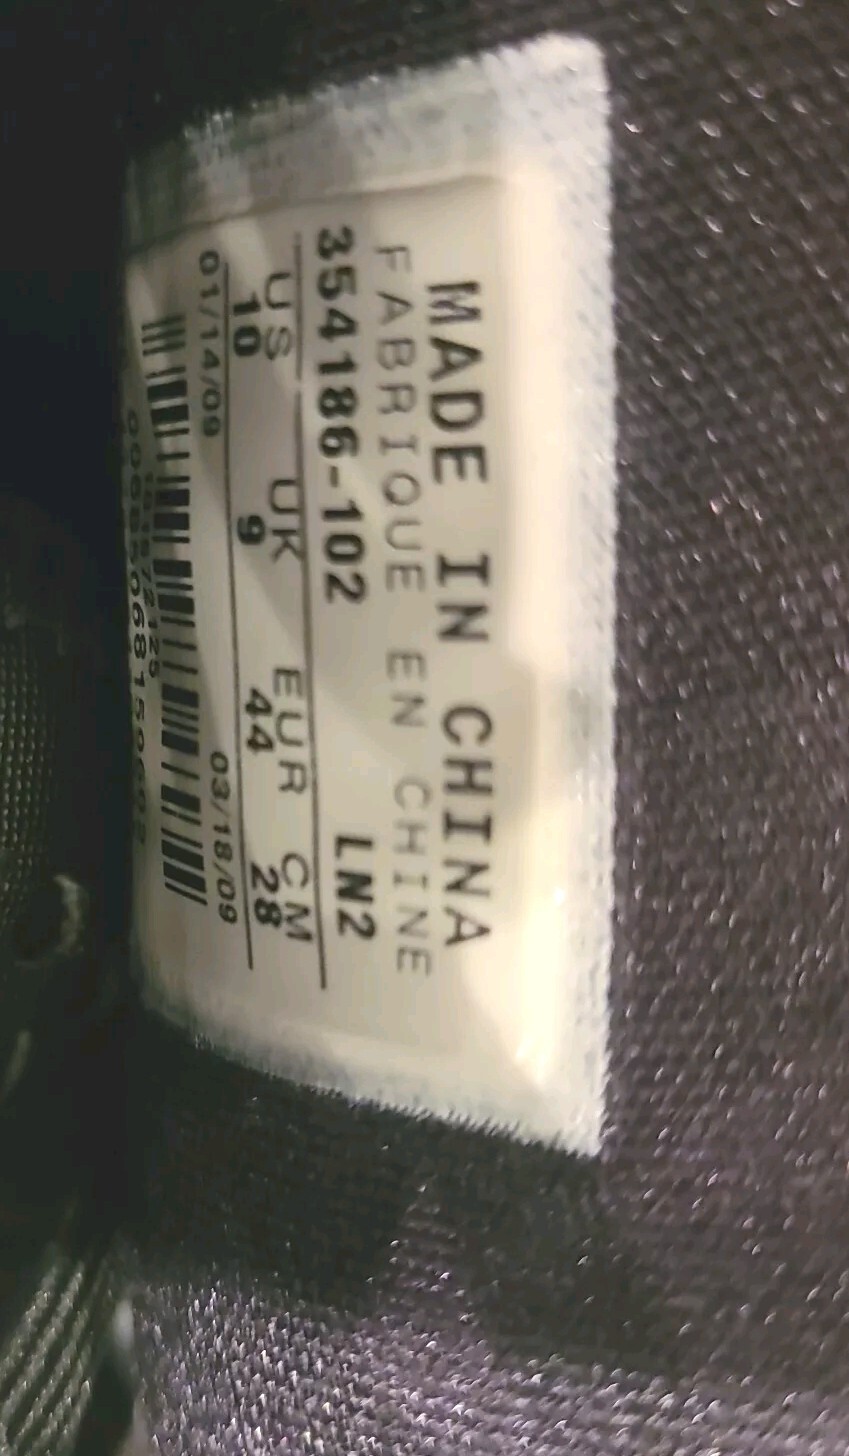 MADE IN CHINA
FABRIQUE EN CHINE
354186-102 LN2
US UK EUR CM
10 9 44 28
01/14/09 03/18/09